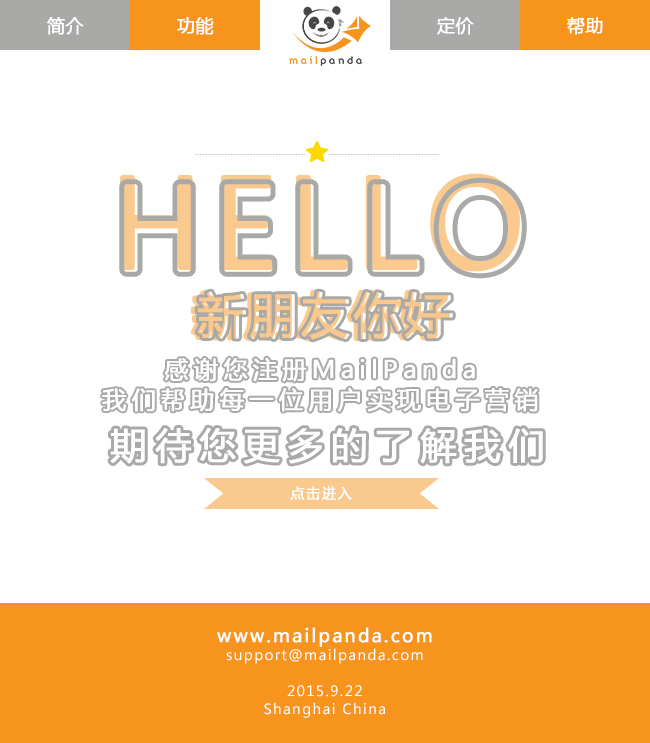 简介 功能 定价 帮助
mailpanda
HELLO
新朋友你好
感谢您注册MailPanda
我们帮助每一位用户实现电子营销
期待您更多的了解我们
点击进入
www.mailpanda.com
support@mailpanda.com
2015.9.22
Shanghai China